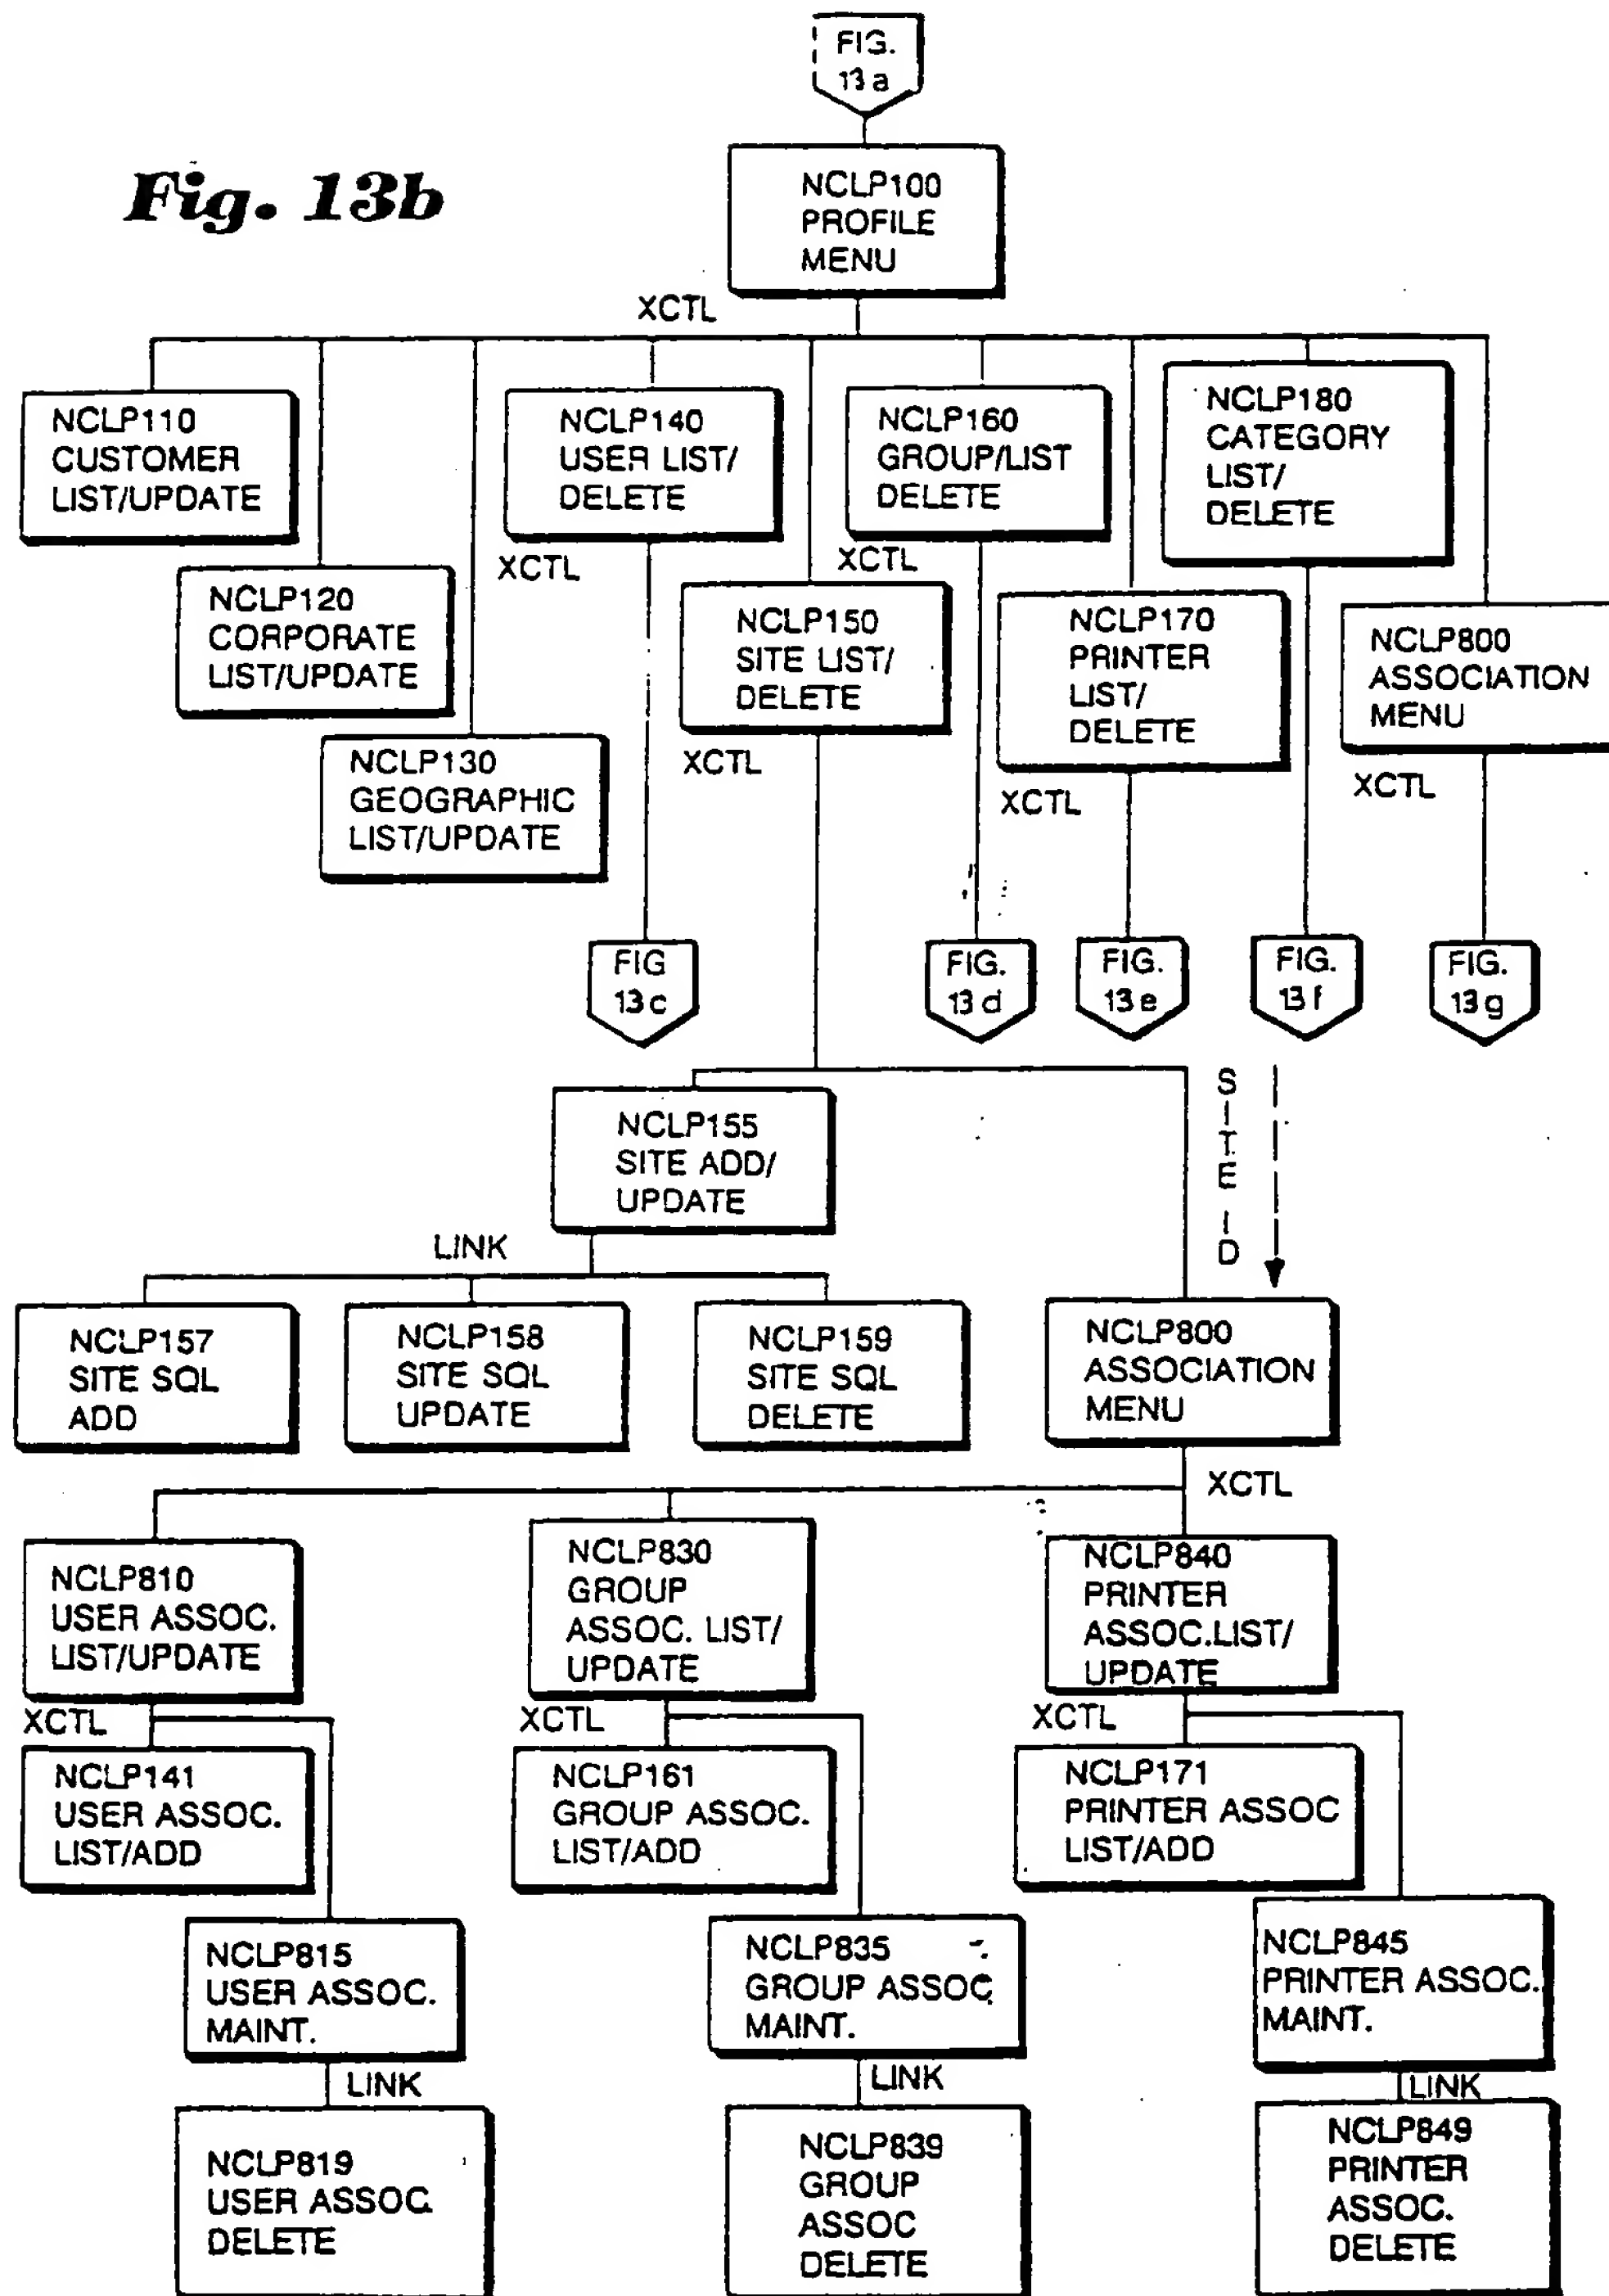 FIG.
13a
Fig. 13b
NCLP100
PROFILE
MENU
XCTL
NCLP110
CUSTOMER
LIST/UPDATE
NCLP140
USER LIST/
DELETE
NCLP160
GROUP/LIST
DELETE
NCLP180
CATEGORY
LIST/
DELETE
XCTL
XCTL
XCTL
NCLP120
CORPORATE
LIST/UPDATE
NCLP150
SITE LIST/
DELETE
NCLP170
PRINTER
LIST/
DELETE
NCLP800
ASSOCIATION
MENU
NCLP130
GEOGRAPHIC
LIST/UPDATE
XCTL
XCTL
XCTL
FIG
13c
FIG.
13d
FIG.
13e
FIG.
13f
FIG.
13g
NCLP155
SITE ADD/
UPDATE
SITE ID
LINK
NCLP157
SITE SQL
ADD
NCLP158
SITE SQL
UPDATE
NCLP159
SITE SQL
DELETE
NCLP800
ASSOCIATION
MENU
XCTL
NCLP810
USER ASSOC.
LIST/UPDATE
NCLP830
GROUP
ASSOC. LIST/
UPDATE
NCLP840
PRINTER
ASSOC.LIST/
UPDATE
XCTL
XCTL
XCTL
NCLP141
USER ASSOC.
LIST/ADD
NCLP161
GROUP ASSOC.
LIST/ADD
NCLP171
PRINTER ASSOC
LIST/ADD
NCLP815
USER ASSOC.
MAINT.
NCLP835
GROUP ASSOC
MAINT.
NCLP845
PRINTER ASSOC.
MAINT.
LINK
LINK
LINK
NCLP819
USER ASSOC.
DELETE
NCLP839
GROUP
ASSOC
DELETE
NCLP849
PRINTER
ASSOC.
DELETE